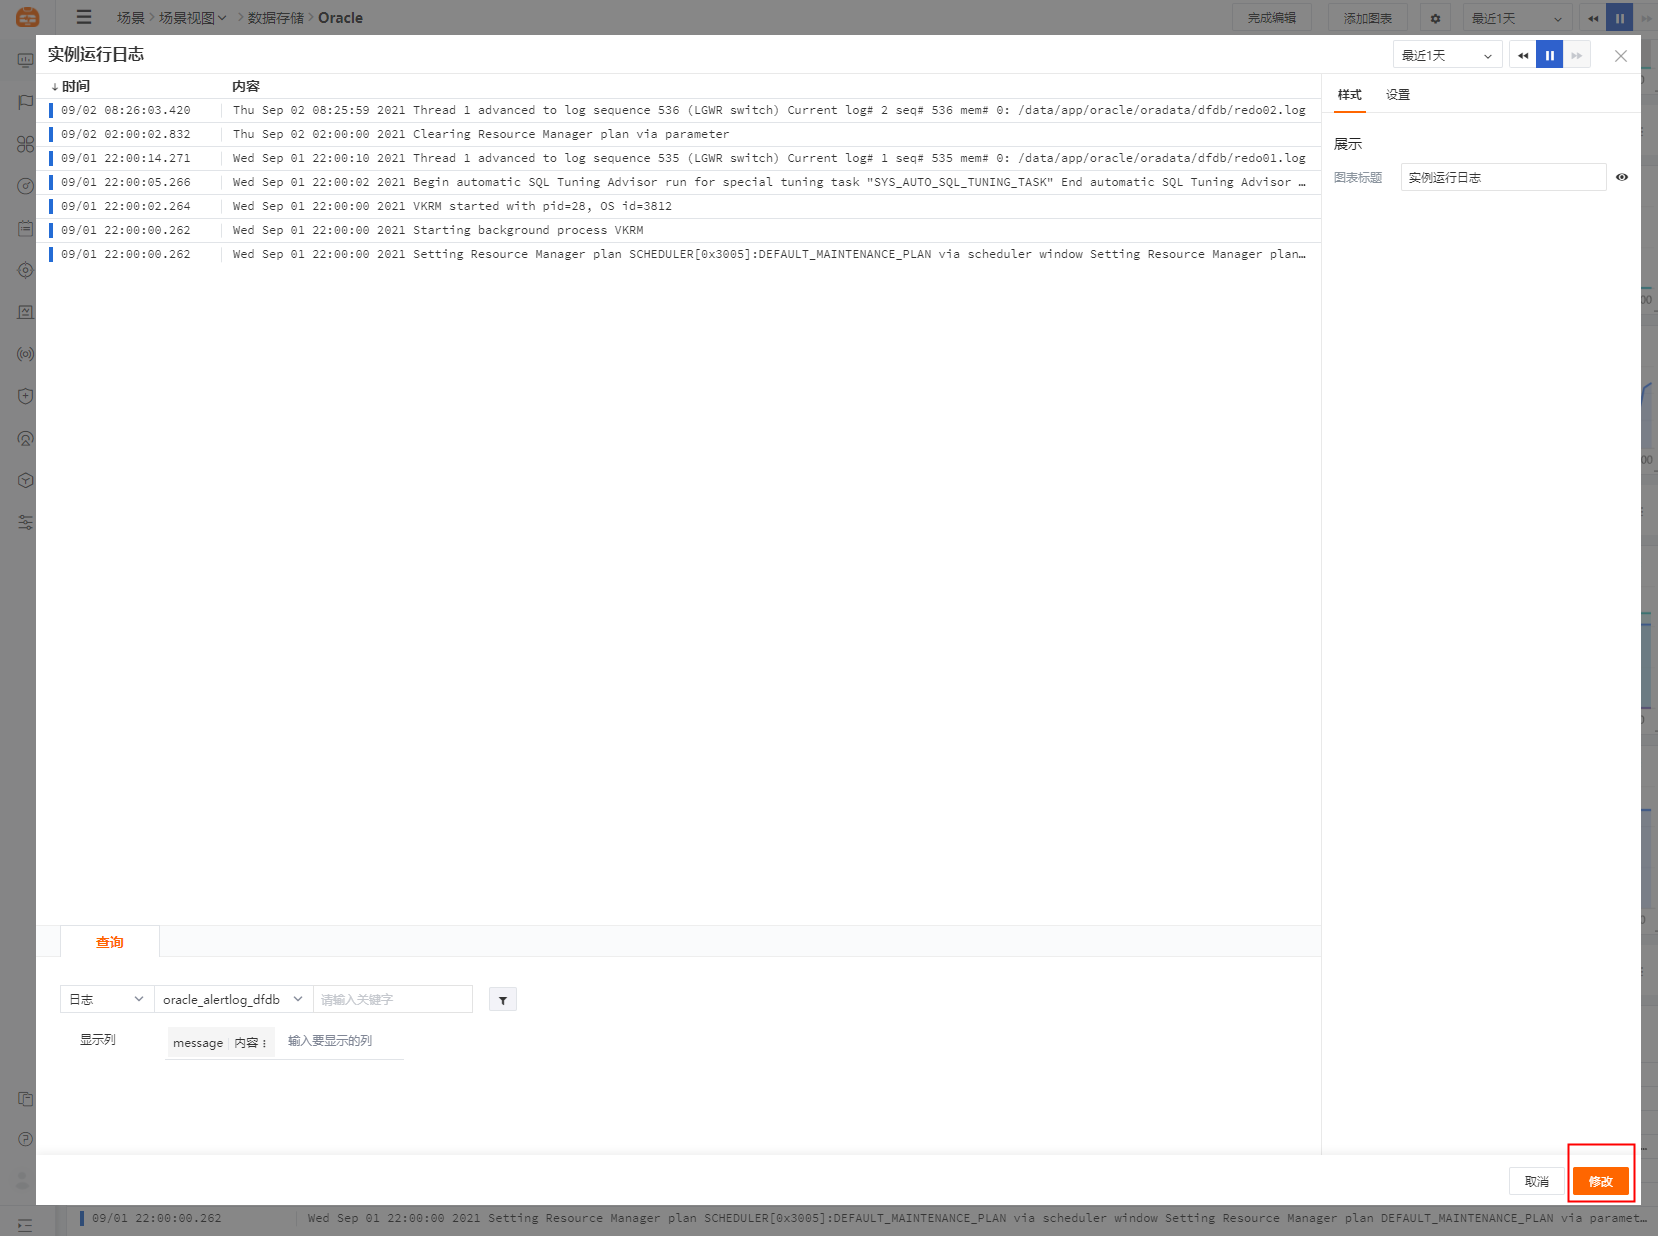 场景 > 场景视图 > 数据存储 > Oracle
完成编辑 添加图表 最近1天
实例运行日志 最近1天
↓时间 内容
样式 设置
09/02 08:26:03.420 Thu Sep 02 08:25:59 2021 Thread 1 advanced to log sequence 536 (LGWR switch) Current log# 2 seq# 536 mem# 0: /data/app/oracle/oradata/dfdb/redo02.log
09/02 02:00:02.832 Thu Sep 02 02:00:00 2021 Clearing Resource Manager plan via parameter
09/01 22:00:14.271 Wed Sep 01 22:00:10 2021 Thread 1 advanced to log sequence 535 (LGWR switch) Current log# 1 seq# 535 mem# 0: /data/app/oracle/oradata/dfdb/redo01.log
09/01 22:00:05.266 Wed Sep 01 22:00:02 2021 Begin automatic SQL Tuning Advisor run for special tuning task "SYS_AUTO_SQL_TUNING_TASK" End automatic SQL Tuning Advisor …
09/01 22:00:02.264 Wed Sep 01 22:00:00 2021 VKRM started with pid=28, OS id=3812
09/01 22:00:00.262 Wed Sep 01 22:00:00 2021 Starting background process VKRM
09/01 22:00:00.262 Wed Sep 01 22:00:00 2021 Setting Resource Manager plan SCHEDULER[0x3005]:DEFAULT_MAINTENANCE_PLAN via scheduler window Setting Resource Manager plan…
展示
图表标题 实例运行日志
查询
日志 oracle_alertlog_dfdb 请输入关键字
显示列 message 内容 输入要显示的列
取消 修改
09/01 22:00:00.262 Wed Sep 01 22:00:00 2021 Setting Resource Manager plan SCHEDULER[0x3005]:DEFAULT_MAINTENANCE_PLAN via scheduler window Setting Resource Manager plan DEFAULT_MAINTENANCE_PLAN via paramet…